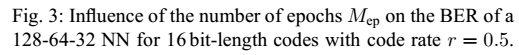 Fig. 3: Influence of the number of epochs M_ep on the BER of a
128-64-32 NN for 16 bit-length codes with code rate r = 0.5.